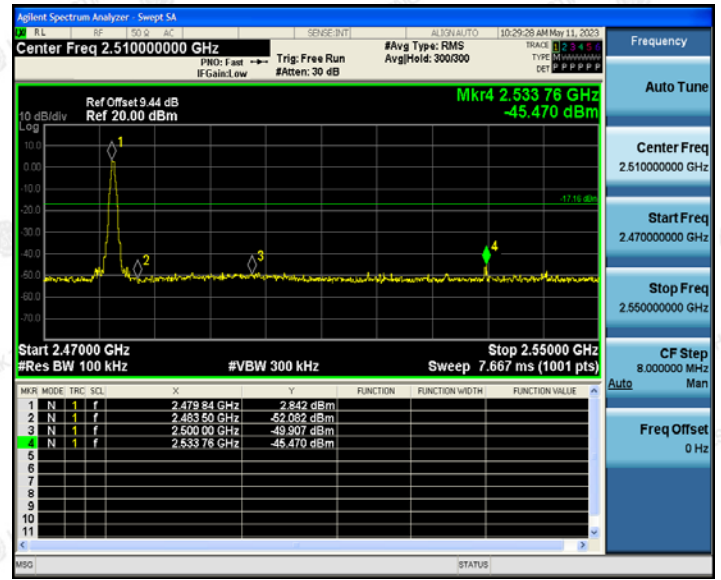 Agilent Spectrum Analyzer - Swept SA
RL RF 50 Ω AC SENSE:INT ALIGNAUTO 10:29:28 AM May 11, 2023
Center Freq 2.510000000 GHz #Avg Type: RMS TRACE 1 2 3 4 5 6
PNO: Fast Trig: Free Run Avg|Hold: 300/300 TYPE M
IFGain:Low #Atten: 30 dB DET P P P P P P
Mkr4 2.533 76 GHz
Ref Offset 9.44 dB
10 dB/div Ref 20.00 dBm -45.470 dBm
Log
10.0
0.00
-10.0
-17.16 dBm
-20.0
-30.0
-40.0
-50.0
-60.0
-70.0
1
2
3
4
Start 2.47000 GHz Stop 2.55000 GHz
#Res BW 100 kHz #VBW 300 kHz Sweep 7.667 ms (1001 pts)
MKR MODE TRC SCL X Y FUNCTION FUNCTION WIDTH FUNCTION VALUE
1 N 1 f 2.479 84 GHz 2.842 dBm
2 N 1 f 2.483 50 GHz -52.082 dBm
3 N 1 f 2.500 00 GHz -49.907 dBm
4 N 1 f 2.533 76 GHz -45.470 dBm
5
6
7
8
9
10
11
MSG STATUS
Frequency
Auto Tune
Center Freq
2.510000000 GHz
Start Freq
2.470000000 GHz
Stop Freq
2.550000000 GHz
CF Step
8.000000 MHz
Auto Man
Freq Offset
0 Hz